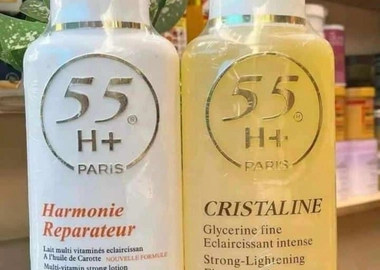 55®
H+
PARIS
Harmonie
Reparateur
Lait multi vitaminés eclaircissan
A l'huile de Carotte NOUVELLE FORMULE
Multi-vitamin strong lotion
55®
H+
PARIS
CRISTALINE
Glycerine fine
Eclaircissant intense
Strong-Lightening